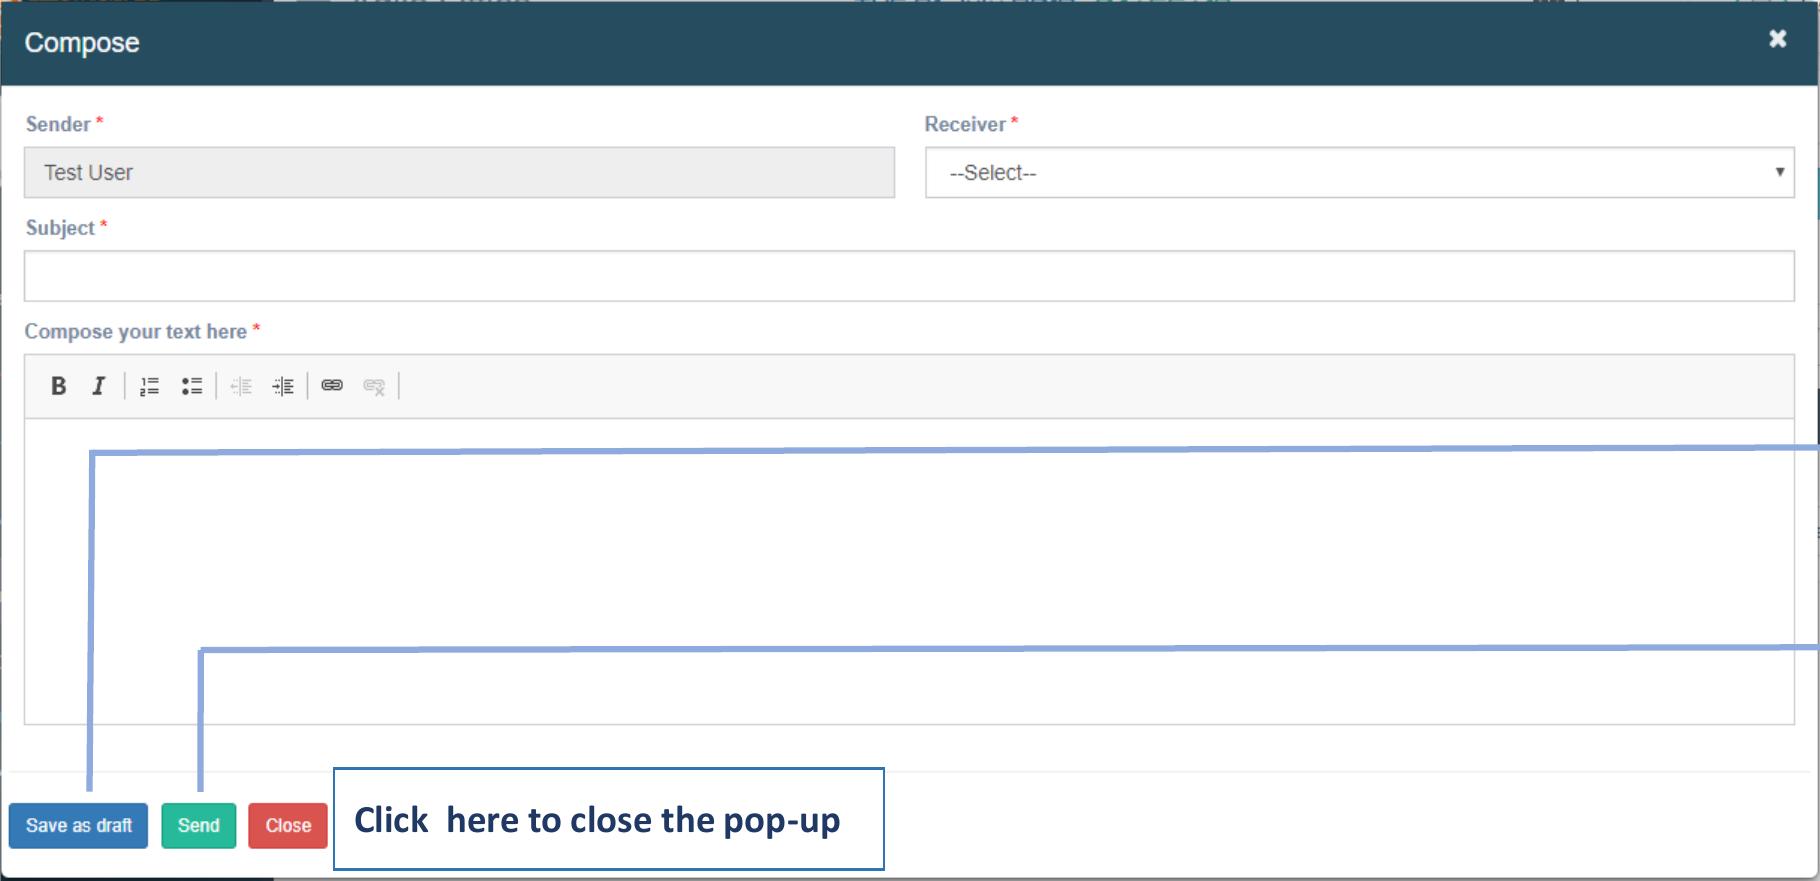 Compose
Sender * Receiver *
Test User --Select--
Subject *
Compose your text here *
B I
Save as draft Send Close Click here to close the pop-up